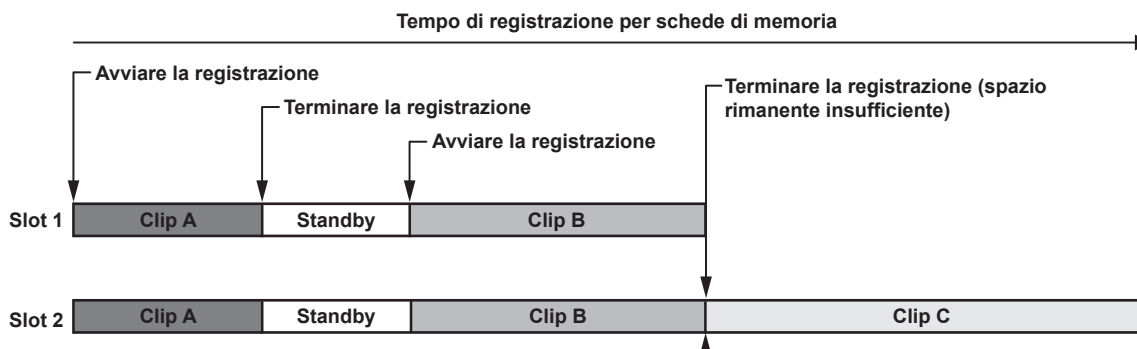 Tempo di registrazione per schede di memoria
Avviare la registrazione
Terminare la registrazione
Avviare la registrazione
Terminare la registrazione (spazio
rimanente insufficiente)
Slot 1 Clip A Standby Clip B
Slot 2 Clip A Standby Clip B Clip C